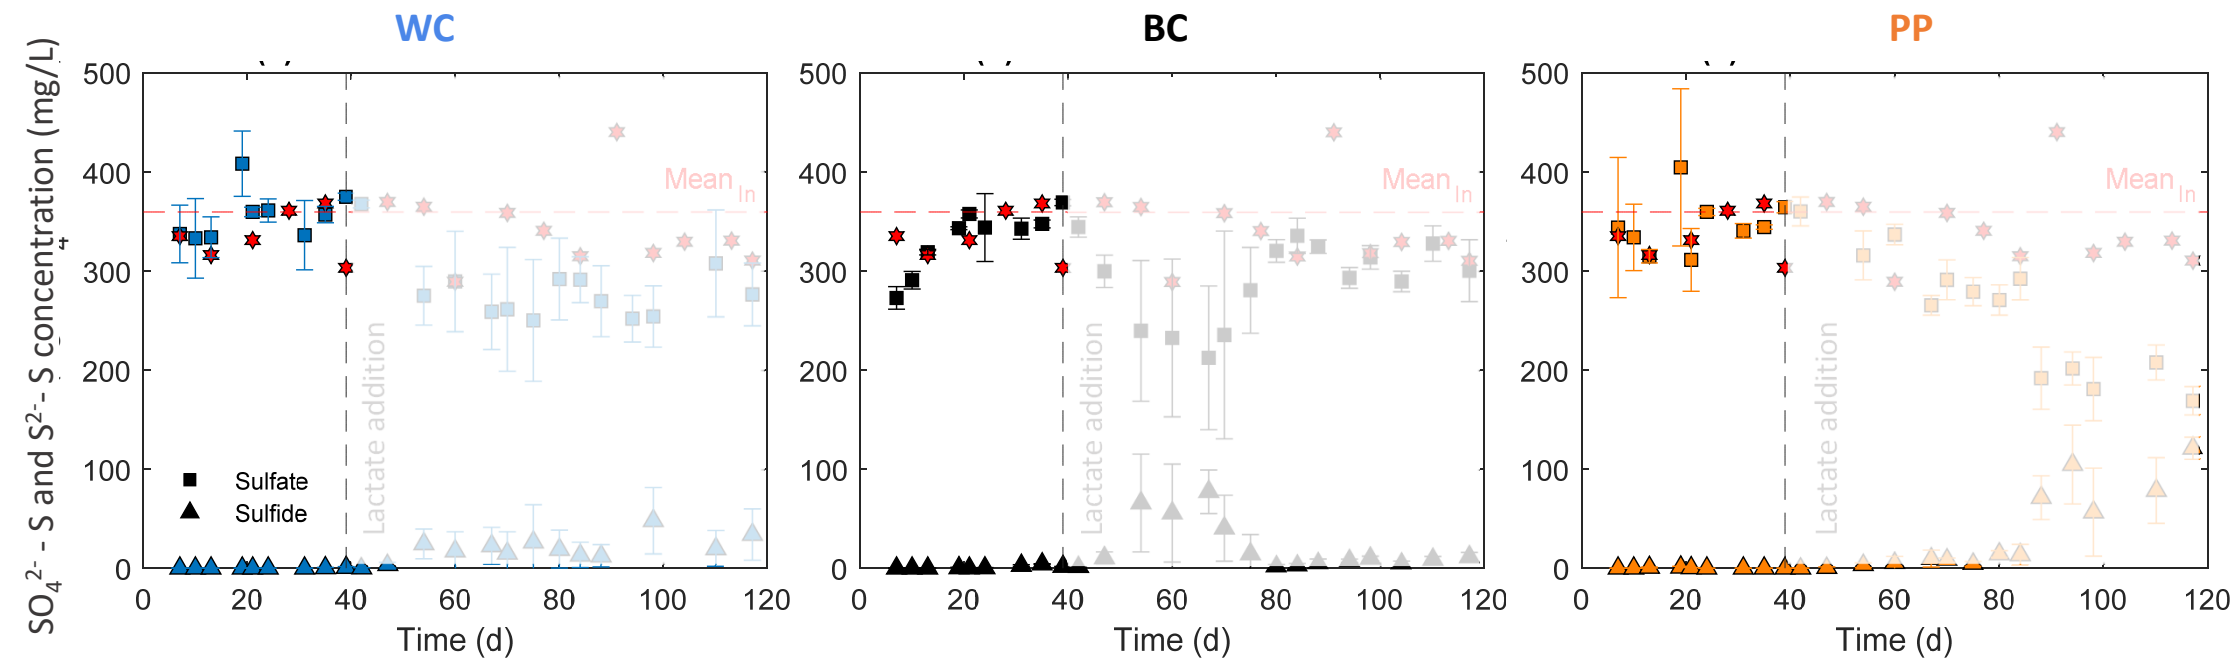 WC
BC
PP
SO₄²⁻ - S and S²⁻- S concentration (mg/L)
500
400
300
200
100
0
0 20 40 60 80 100 120
Time (d)
Mean In
Lactate addition
Sulfate
Sulfide
500
400
300
200
100
0
0 20 40 60 80 100 120
Time (d)
Mean In
Lactate addition
500
400
300
200
100
0
0 20 40 60 80 100 120
Time (d)
Mean In
Lactate addition